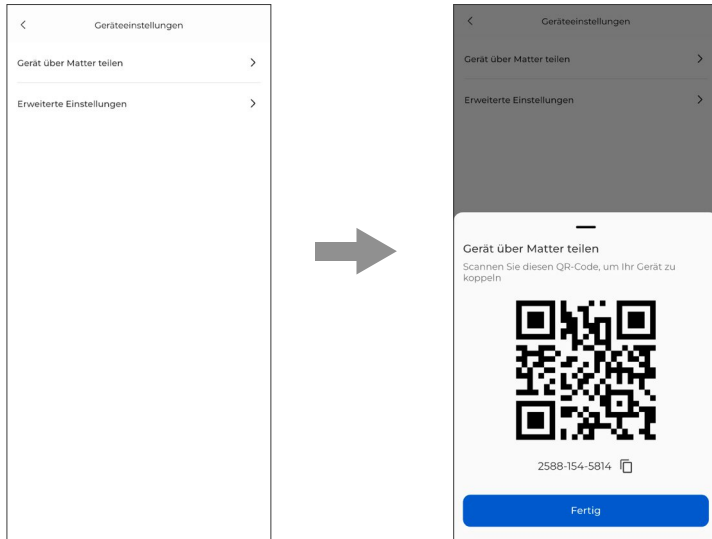 Geräteeinstellungen
Gerät über Matter teilen
Erweiterte Einstellungen
Geräteeinstellungen
Gerät über Matter teilen
Erweiterte Einstellungen
Gerät über Matter teilen
Scannen Sie diesen QR-Code, um Ihr Gerät zu
koppeln
2588-154-5814
Fertig